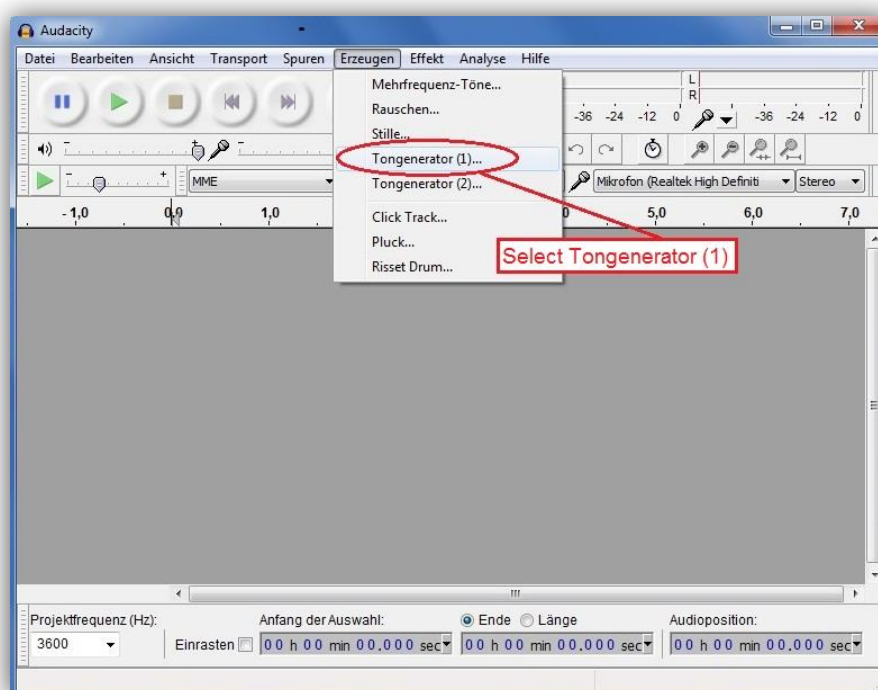 Audacity
Datei Bearbeiten Ansicht Transport Spuren Erzeugen Effekt Analyse Hilfe
Mehrfrequenz-Töne...
Rauschen...
Stille...
Tongenerator (1)...
Tongenerator (2)...
Click Track...
Pluck...
Risset Drum...
L
R
-36 -24 -12 0 -36 -24 -12 0
MME
Mikrofon (Realtek High Definiti
Stereo
- 1,0 0,0 1,0 5,0 6,0 7,0
Select Tongenerator (1)
Projektfrequenz (Hz): Anfang der Auswahl: Ende Länge Audioposition:
3600 Einrasten 00 h 00 min 00.000 sec 00 h 00 min 00.000 sec 00 h 00 min 00.000 sec